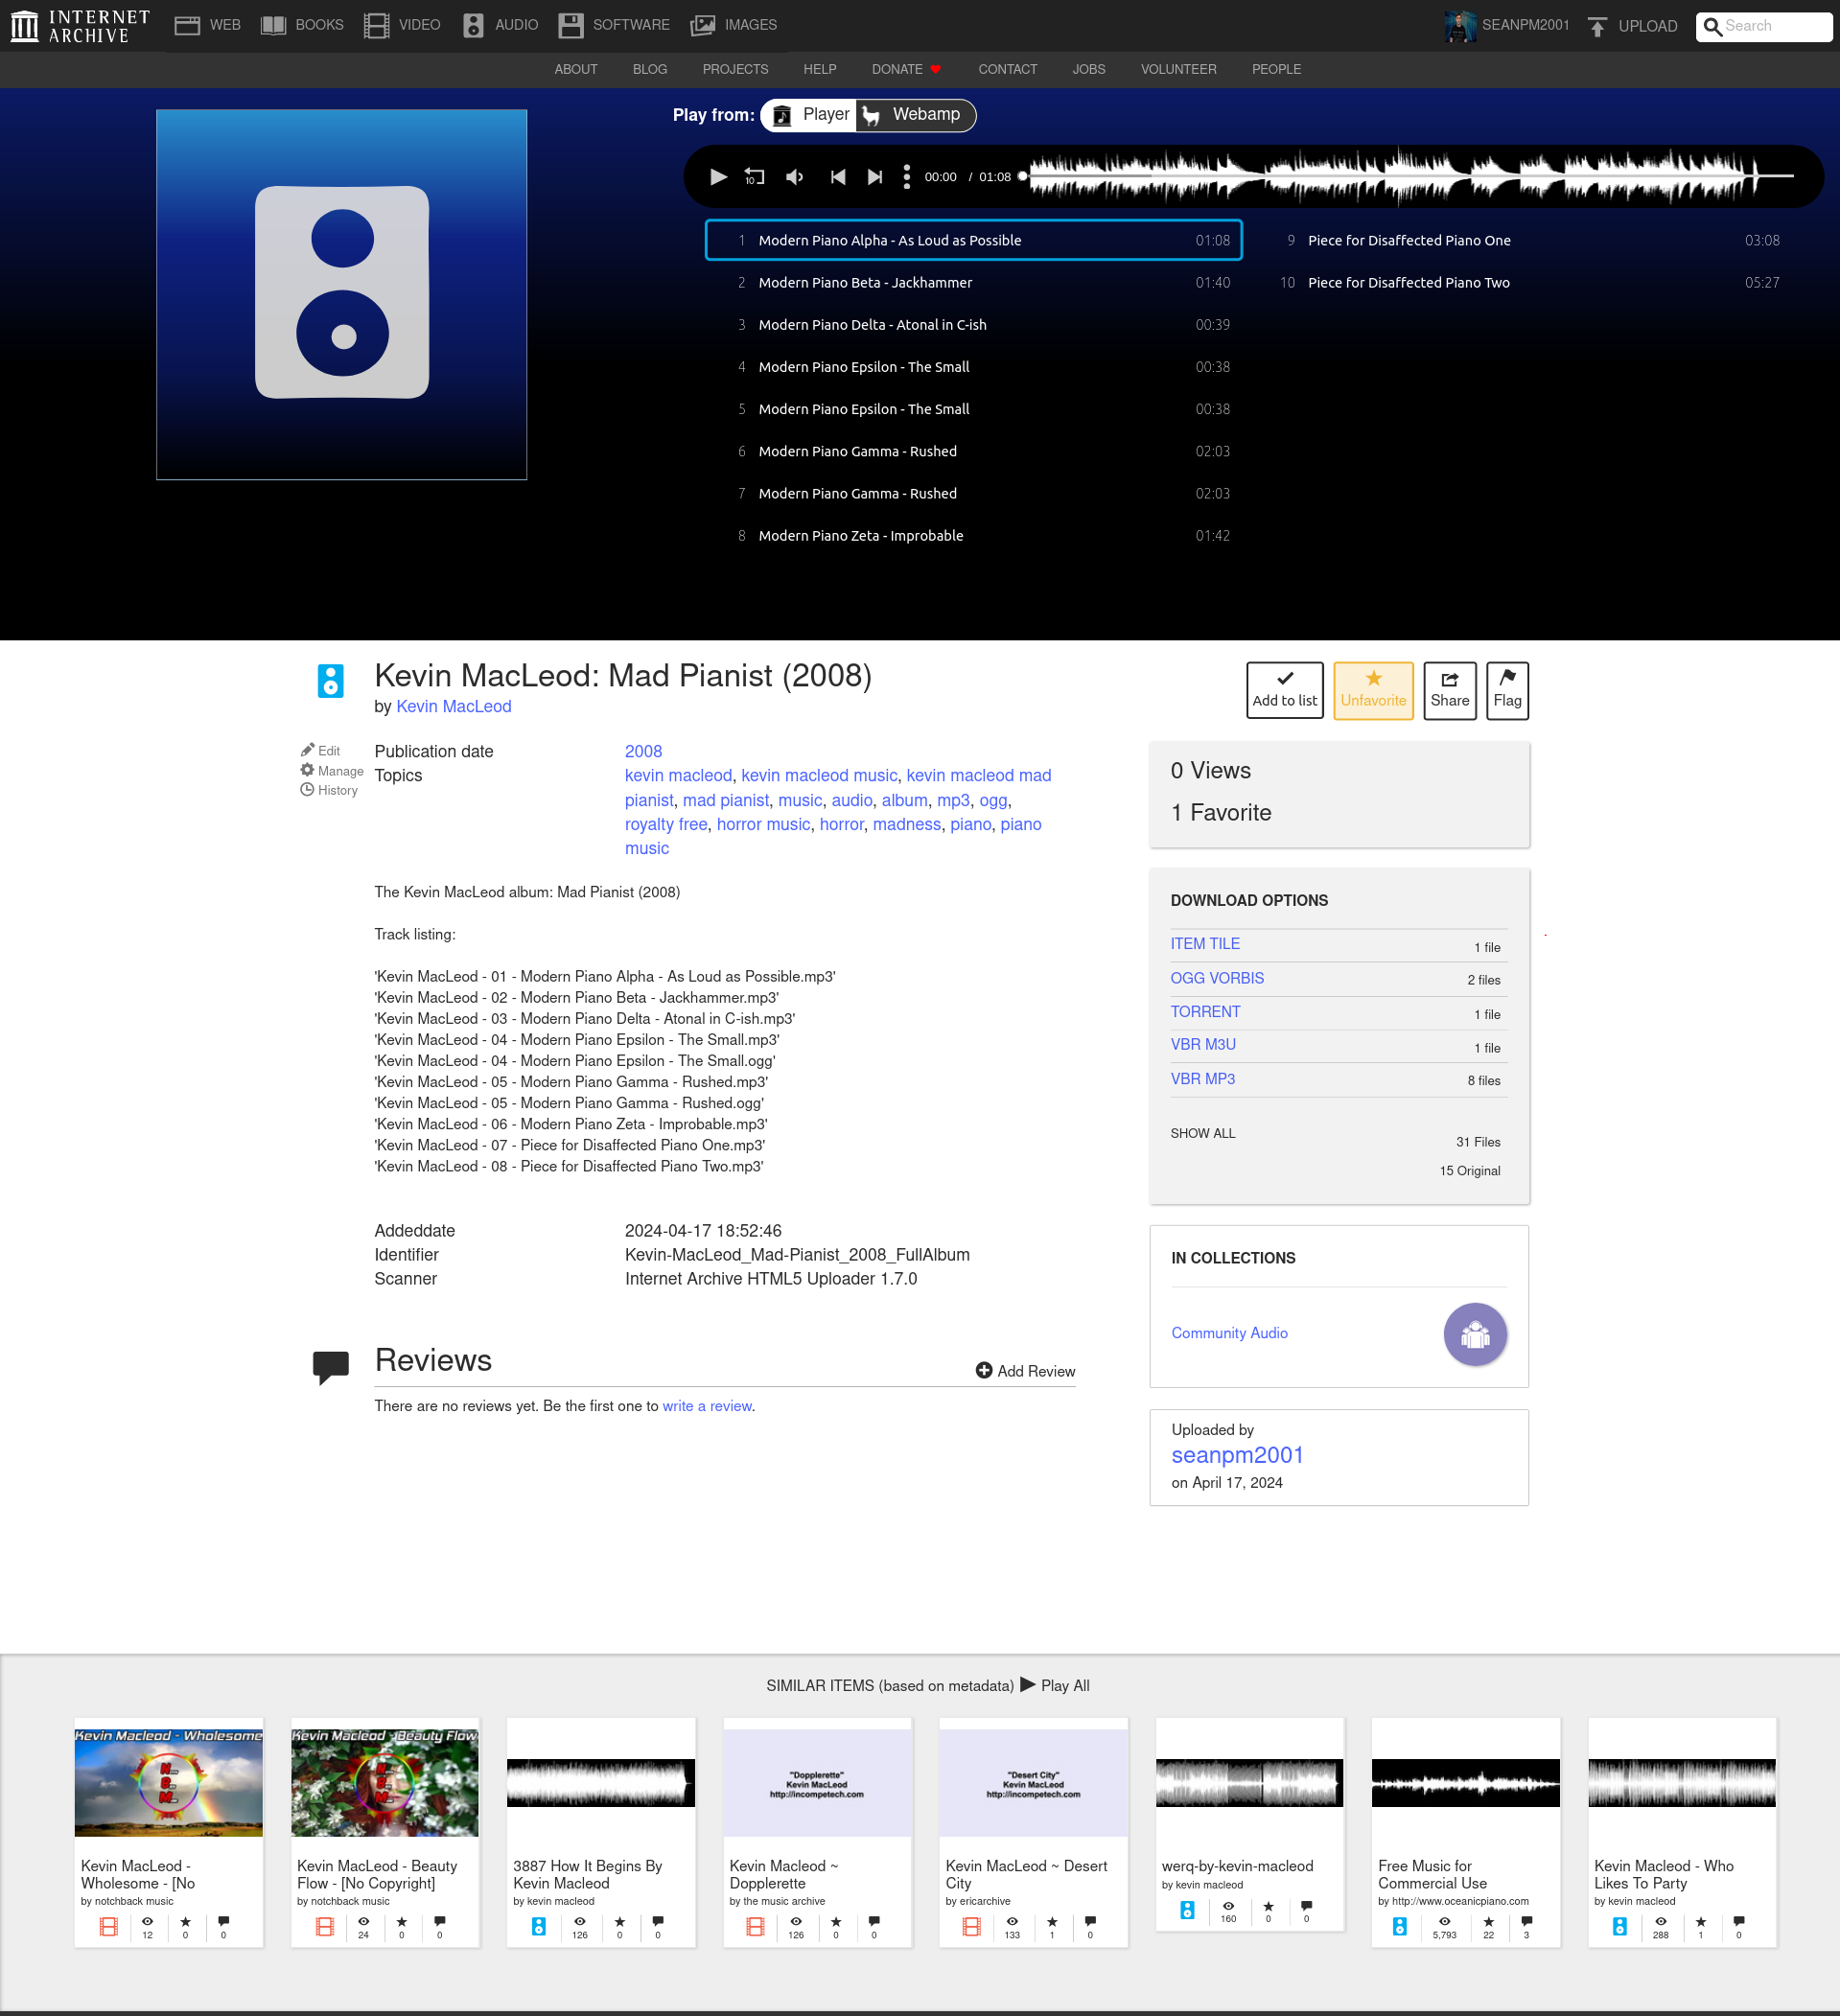 INTERNET
ARCHIVE
WEB BOOKS VIDEO AUDIO SOFTWARE IMAGES SEANPM2001 UPLOAD Search
ABOUT BLOG PROJECTS HELP DONATE CONTACT JOBS VOLUNTEER PEOPLE
Play from: Player Webamp
10 00:00 / 01:08
1 Modern Piano Alpha - As Loud as Possible 01:08
2 Modern Piano Beta - Jackhammer 01:40
3 Modern Piano Delta - Atonal in C-ish 00:39
4 Modern Piano Epsilon - The Small 00:38
5 Modern Piano Epsilon - The Small 00:38
6 Modern Piano Gamma - Rushed 02:03
7 Modern Piano Gamma - Rushed 02:03
8 Modern Piano Zeta - Improbable 01:42
9 Piece for Disaffected Piano One 03:08
10 Piece for Disaffected Piano Two 05:27
Kevin MacLeod: Mad Pianist (2008)
by Kevin MacLeod
Add to list Unfavorite Share Flag
Edit
Manage
History
Publication date 2008
Topics kevin macleod, kevin macleod music, kevin macleod mad
pianist, mad pianist, music, audio, album, mp3, ogg,
royalty free, horror music, horror, madness, piano, piano
music
The Kevin MacLeod album: Mad Pianist (2008)
Track listing:
'Kevin MacLeod - 01 - Modern Piano Alpha - As Loud as Possible.mp3'
'Kevin MacLeod - 02 - Modern Piano Beta - Jackhammer.mp3'
'Kevin MacLeod - 03 - Modern Piano Delta - Atonal in C-ish.mp3'
'Kevin MacLeod - 04 - Modern Piano Epsilon - The Small.mp3'
'Kevin MacLeod - 04 - Modern Piano Epsilon - The Small.ogg'
'Kevin MacLeod - 05 - Modern Piano Gamma - Rushed.mp3'
'Kevin MacLeod - 05 - Modern Piano Gamma - Rushed.ogg'
'Kevin MacLeod - 06 - Modern Piano Zeta - Improbable.mp3'
'Kevin MacLeod - 07 - Piece for Disaffected Piano One.mp3'
'Kevin MacLeod - 08 - Piece for Disaffected Piano Two.mp3'
Addeddate 2024-04-17 18:52:46
Identifier Kevin-MacLeod_Mad-Pianist_2008_FullAlbum
Scanner Internet Archive HTML5 Uploader 1.7.0
Reviews
Add Review
There are no reviews yet. Be the first one to write a review.
0 Views
1 Favorite
DOWNLOAD OPTIONS
ITEM TILE 1 file
OGG VORBIS 2 files
TORRENT 1 file
VBR M3U 1 file
VBR MP3 8 files
SHOW ALL 31 Files
15 Original
IN COLLECTIONS
Community Audio
Uploaded by
seanpm2001
on April 17, 2024
SIMILAR ITEMS (based on metadata) Play All
Kevin Macleod - Wholesome
N_
B_
M_
Kevin MacLeod -
Wholesome - [No
by notchback music
12 0 0
Kevin Macleod - Beauty Flow
N_
B_
M_
Kevin MacLeod - Beauty
Flow - [No Copyright]
by notchback music
24 0 0
3887 How It Begins By
Kevin Macleod
by kevin macleod
126 0 0
"Dopplerette"
Kevin MacLeod
http://incompetech.com
Kevin Macleod ~
Dopplerette
by the music archive
126 0 0
"Desert City"
Kevin MacLeod
http://incompetech.com
Kevin MacLeod ~ Desert
City
by ericarchive
133 1 0
werq-by-kevin-macleod
by kevin macleod
160 0 0
Free Music for
Commercial Use
by http://www.oceanicpiano.com
5,793 22 3
Kevin Macleod - Who
Likes To Party
by kevin macleod
288 1 0